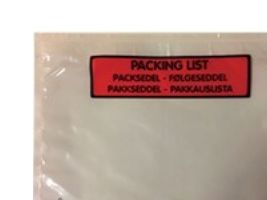 PACKING LIST
PACKSEDEL - FØLGESEDDEL
PAKKSEDDEL - PAKKAUSLISTA